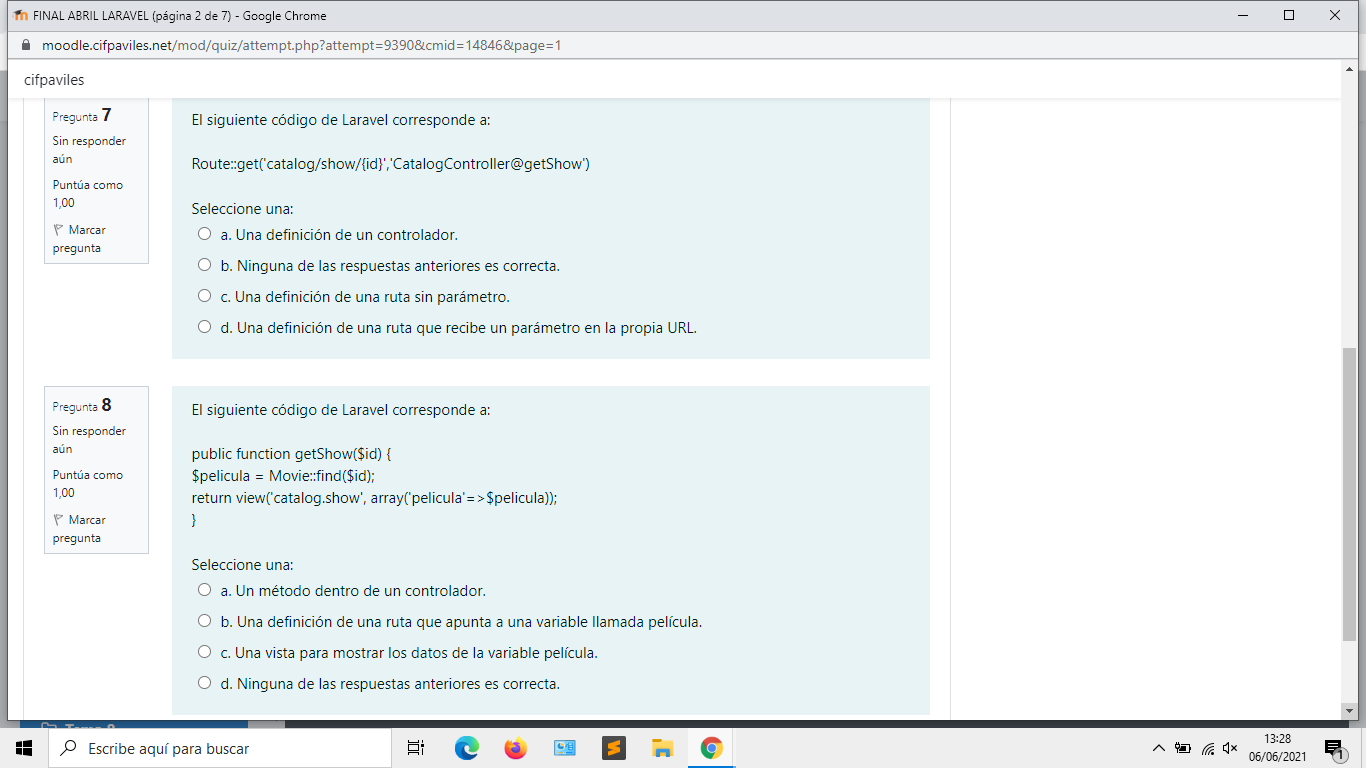 FINAL ABRIL LARAVEL (página 2 de 7) - Google Chrome
moodle.cifpaviles.net/mod/quiz/attempt.php?attempt=9390&cmid=14846&page=1
cifpaviles
Pregunta 7
Sin responder
aún
Puntúa como
1,00
Marcar
pregunta
El siguiente código de Laravel corresponde a:
Route::get('catalog/show/{id}','CatalogController@getShow')
Seleccione una:
a. Una definición de un controlador.
b. Ninguna de las respuestas anteriores es correcta.
c. Una definición de una ruta sin parámetro.
d. Una definición de una ruta que recibe un parámetro en la propia URL.
Pregunta 8
Sin responder
aún
Puntúa como
1,00
Marcar
pregunta
El siguiente código de Laravel corresponde a:
public function getShow($id) {
$pelicula = Movie::find($id);
return view('catalog.show', array('pelicula'=>$pelicula));
}
Seleccione una:
a. Un método dentro de un controlador.
b. Una definición de una ruta que apunta a una variable llamada película.
c. Una vista para mostrar los datos de la variable película.
d. Ninguna de las respuestas anteriores es correcta.
Escribe aquí para buscar
13:28
06/06/2021
1